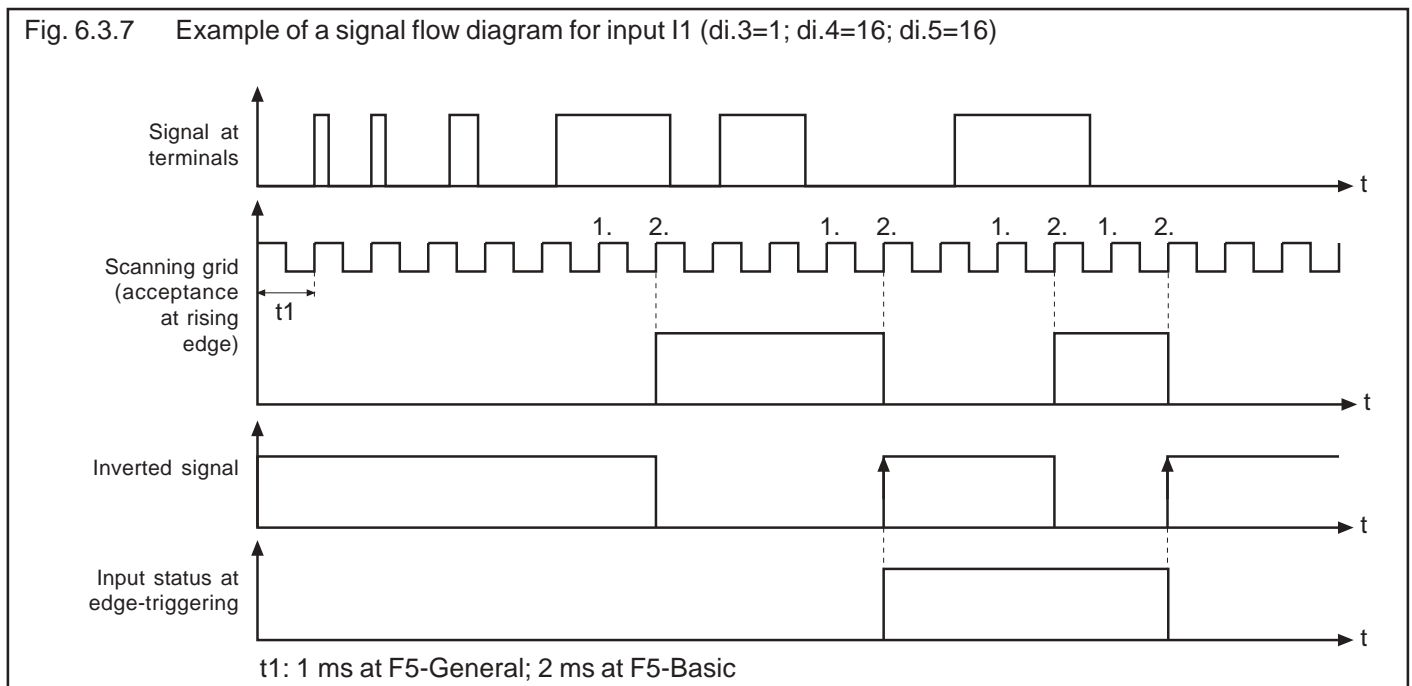 Fig. 6.3.7 Example of a signal flow diagram for input I1 (di.3=1; di.4=16; di.5=16)
Signal at
terminals
t
1. 2. 1. 2. 1. 2. 1. 2.
Scanning grid
(acceptance
at rising
edge)
t1
t
Inverted signal
t
Input status at
edge-triggering
t
t1: 1 ms at F5-General; 2 ms at F5-Basic